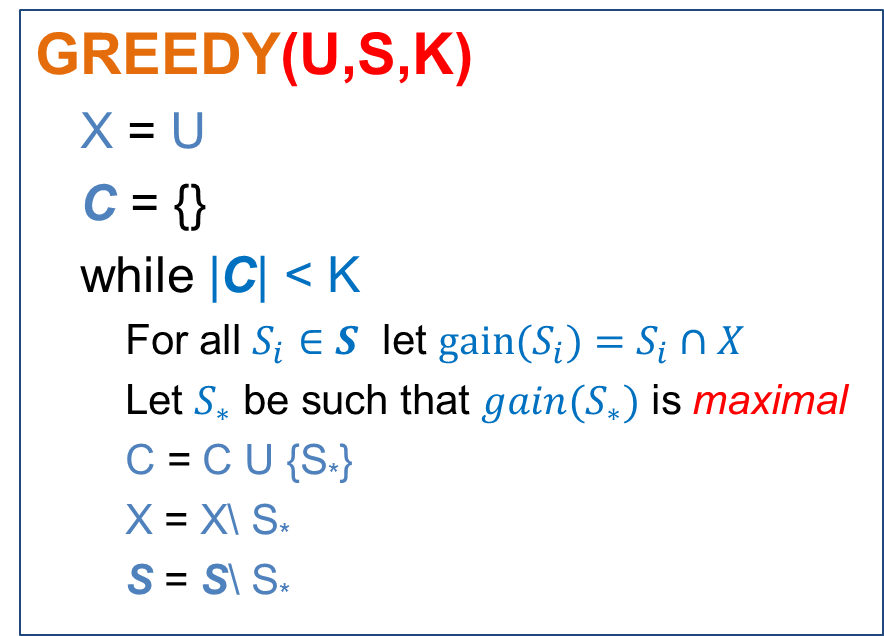 GREEDY(U,S,K)
X = U
C = {}
while |C| < K
For all Sᵢ ∈ S let gain(Sᵢ) = Sᵢ ∩ X
Let S∗ be such that gain(S∗) is maximal
C = C U {S*}
X = X\ S*
S = S\ S*